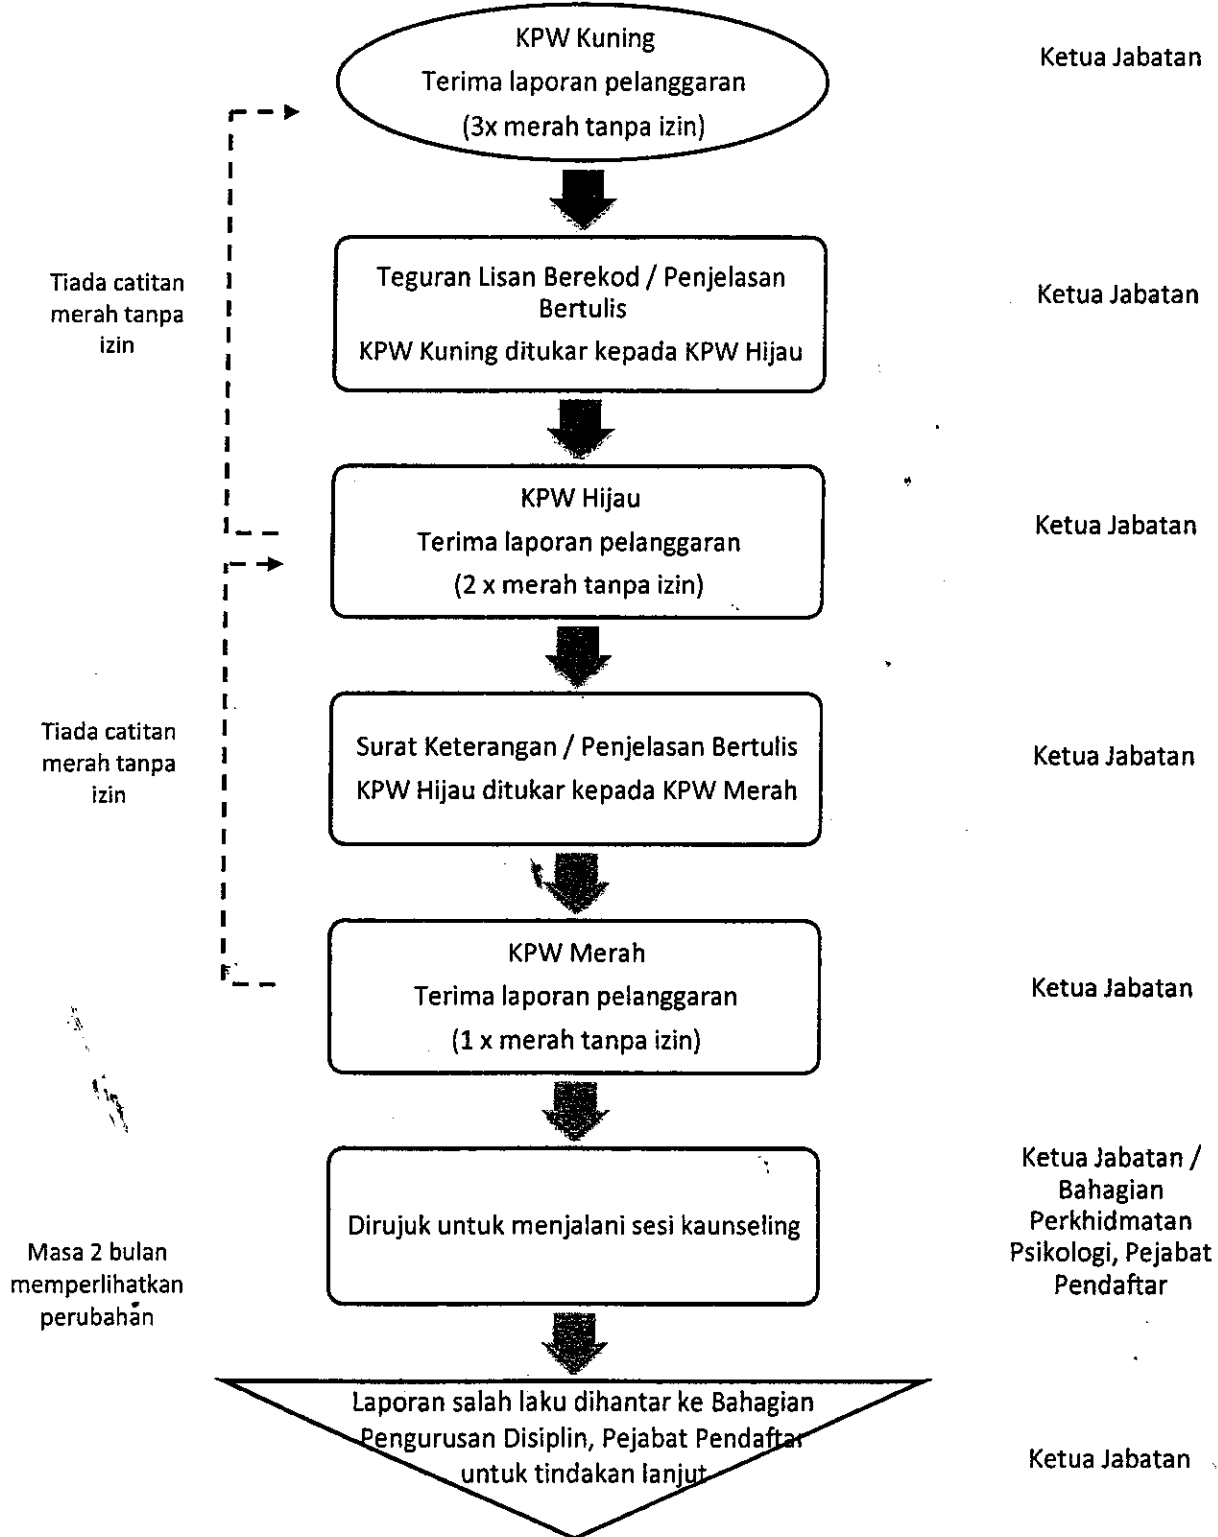 KPW Kuning
Terima laporan pelanggaran
(3x merah tanpa izin)
Ketua Jabatan
Tiada catitan
merah tanpa
izin
Teguran Lisan Berekod / Penjelasan
Bertulis
KPW Kuning ditukar kepada KPW Hijau
Ketua Jabatan
KPW Hijau
Terima laporan pelanggaran
(2 x merah tanpa izin)
Ketua Jabatan
Tiada catitan
merah tanpa
izin
Surat Keterangan / Penjelasan Bertulis
KPW Hijau ditukar kepada KPW Merah
Ketua Jabatan
KPW Merah
Terima laporan pelanggaran
(1 x merah tanpa izin)
Ketua Jabatan
Masa 2 bulan
memperlihatkan
perubahan
Dirujuk untuk menjalani sesi kaunseling
Ketua Jabatan /
Bahagian
Perkhidmatan
Psikologi, Pejabat
Pendaftar
Laporan salah laku dihantar ke Bahagian
Pengurusan Disiplin, Pejabat Pendaftar
untuk tindakan lanjut
Ketua Jabatan